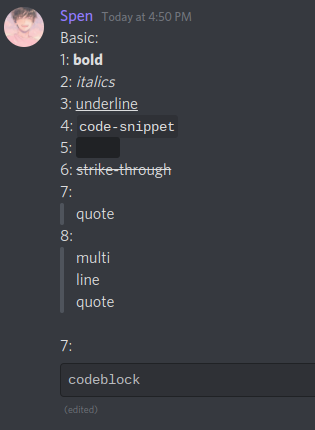 Spen Today at 4:50 PM
Basic:
1: bold
2: italics
3: underline
4: code-snippet
5:
6: strike-through
7:
quote
8:
multi
line
quote
7:
codeblock
(edited)